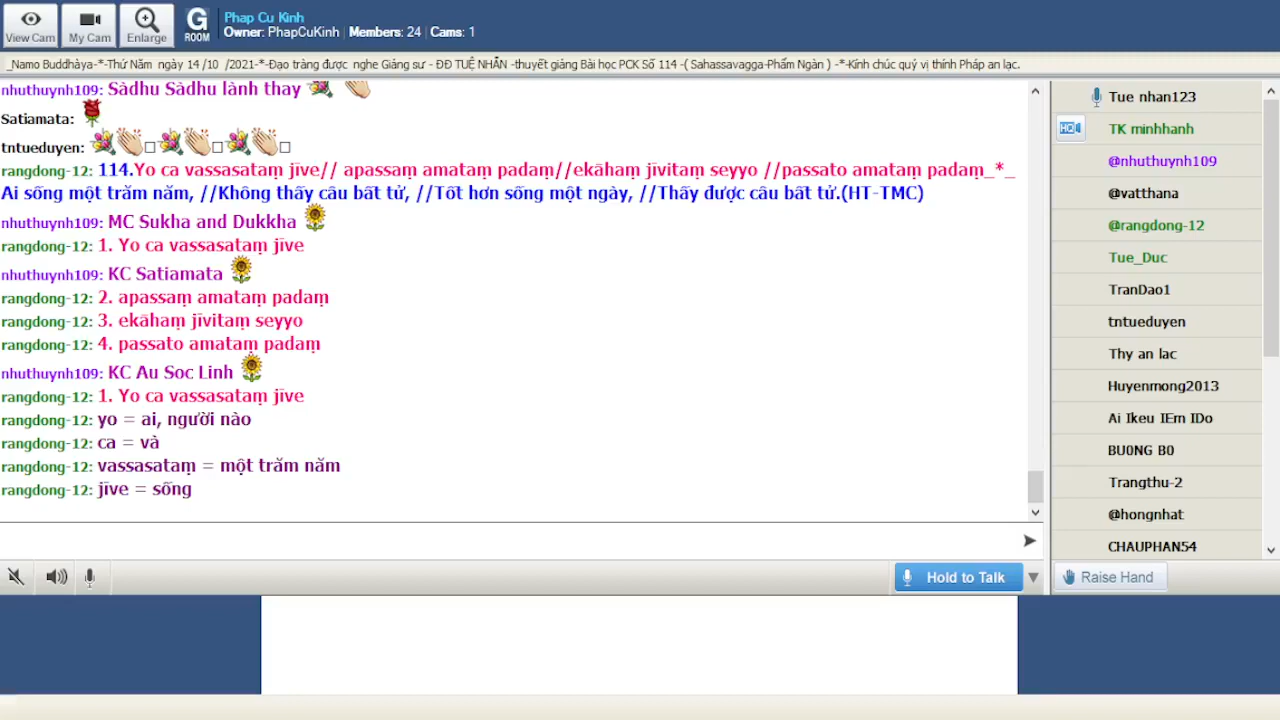 View Cam
My Cam
Enlarge
G
ROOM
Phap Cu Kinh
Owner: PhapCuKinh | Members: 24 | Cams: 1
_Namo Buddhàya-*-Thứ Năm ngày 14 /10 /2021-*-Đạo tràng được nghe Giảng sư - ĐĐ TUỆ NHẪN -thuyết giảng Bài học PCK Số 114 -( Sahassavagga-Phẩm Ngàn ) -*-Kính chúc quý vị thính Pháp an lạc.
nhuthuynh109: Sàdhu Sàdhu lành thay
Satiamata:
tntueduyen:
rangdong-12: 114.Yo ca vassasataṃ jīve// apassaṃ amataṃ padaṃ//ekāhaṃ jīvitaṃ seyyo //passato amataṃ padaṃ_*_
Ai sống một trăm năm, //Không thấy câu bất tử, //Tốt hơn sống một ngày, //Thấy được câu bất tử.(HT-TMC)
nhuthuynh109: MC Sukha and Dukkha
rangdong-12: 1. Yo ca vassasataṃ jīve
nhuthuynh109: KC Satiamata
rangdong-12: 2. apassaṃ amataṃ padaṃ
rangdong-12: 3. ekāhaṃ jīvitaṃ seyyo
rangdong-12: 4. passato amataṃ padaṃ
nhuthuynh109: KC Au Soc Linh
rangdong-12: 1. Yo ca vassasataṃ jīve
rangdong-12: yo = ai, người nào
rangdong-12: ca = và
rangdong-12: vassasataṃ = một trăm năm
rangdong-12: jīve = sống
Hold to Talk
Tue nhan123
HQ
TK minhhanh
@nhuthuynh109
@vatthana
@rangdong-12
Tue_Duc
TranDao1
tntueduyen
Thy an lac
Huyenmong2013
Ai Ikeu IEm IDo
BU0NG B0
Trangthu-2
@hongnhat
CHAUPHAN54
Raise Hand